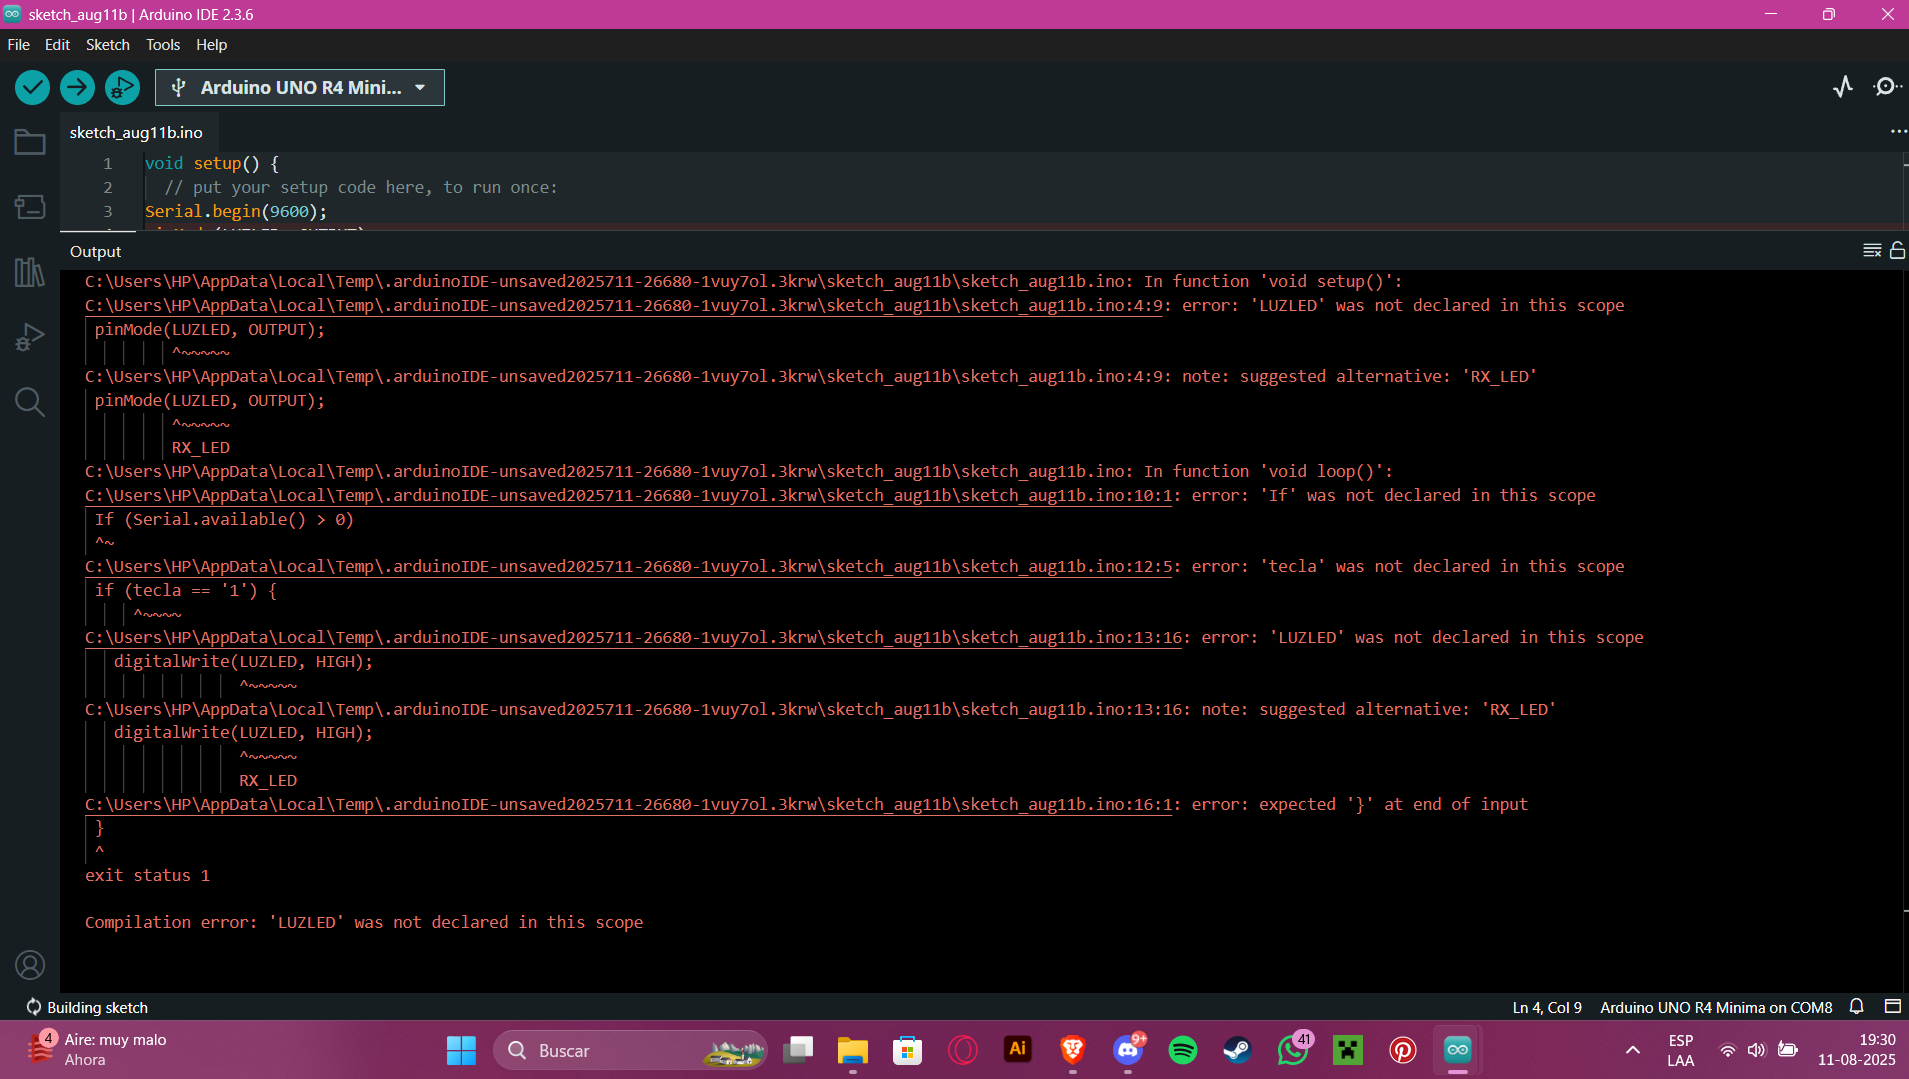 sketch_aug11b | Arduino IDE 2.3.6
File Edit Sketch Tools Help
Arduino UNO R4 Mini...
sketch_aug11b.ino
1 void setup() {
2 // put your setup code here, to run once:
3 Serial.begin(9600);
Output
C:\Users\HP\AppData\Local\Temp\.arduinoIDE-unsaved2025711-26680-1vuy7ol.3krw\sketch_aug11b\sketch_aug11b.ino: In function 'void setup()':
C:\Users\HP\AppData\Local\Temp\.arduinoIDE-unsaved2025711-26680-1vuy7ol.3krw\sketch_aug11b\sketch_aug11b.ino:4:9: error: 'LUZLED' was not declared in this scope
pinMode(LUZLED, OUTPUT);
^~~~~~
C:\Users\HP\AppData\Local\Temp\.arduinoIDE-unsaved2025711-26680-1vuy7ol.3krw\sketch_aug11b\sketch_aug11b.ino:4:9: note: suggested alternative: 'RX_LED'
pinMode(LUZLED, OUTPUT);
^~~~~~
RX_LED
C:\Users\HP\AppData\Local\Temp\.arduinoIDE-unsaved2025711-26680-1vuy7ol.3krw\sketch_aug11b\sketch_aug11b.ino: In function 'void loop()':
C:\Users\HP\AppData\Local\Temp\.arduinoIDE-unsaved2025711-26680-1vuy7ol.3krw\sketch_aug11b\sketch_aug11b.ino:10:1: error: 'If' was not declared in this scope
If (Serial.available() > 0)
^~
C:\Users\HP\AppData\Local\Temp\.arduinoIDE-unsaved2025711-26680-1vuy7ol.3krw\sketch_aug11b\sketch_aug11b.ino:12:5: error: 'tecla' was not declared in this scope
if (tecla == '1') {
^~~~~
C:\Users\HP\AppData\Local\Temp\.arduinoIDE-unsaved2025711-26680-1vuy7ol.3krw\sketch_aug11b\sketch_aug11b.ino:13:16: error: 'LUZLED' was not declared in this scope
digitalWrite(LUZLED, HIGH);
^~~~~~
C:\Users\HP\AppData\Local\Temp\.arduinoIDE-unsaved2025711-26680-1vuy7ol.3krw\sketch_aug11b\sketch_aug11b.ino:13:16: note: suggested alternative: 'RX_LED'
digitalWrite(LUZLED, HIGH);
^~~~~~
RX_LED
C:\Users\HP\AppData\Local\Temp\.arduinoIDE-unsaved2025711-26680-1vuy7ol.3krw\sketch_aug11b\sketch_aug11b.ino:16:1: error: expected '}' at end of input
}
^
exit status 1
Compilation error: 'LUZLED' was not declared in this scope
Building sketch
Ln 4, Col 9 Arduino UNO R4 Minima on COM8
4
Aire: muy malo
Ahora
Buscar
Ai
9+
41
ESP
LAA
19:30
11-08-2025